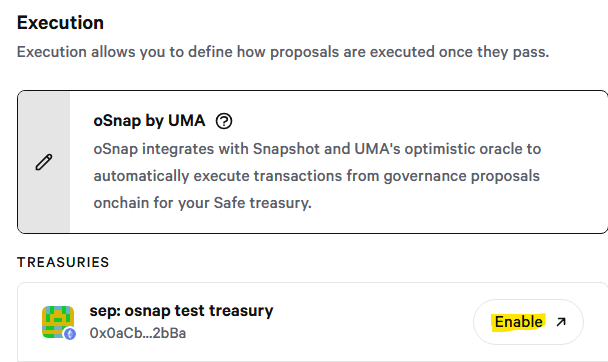 Execution
Execution allows you to define how proposals are executed once they pass.
oSnap by UMA
oSnap integrates with Snapshot and UMA's optimistic oracle to
automatically execute transactions from governance proposals
onchain for your Safe treasury.
TREASURIES
sep: osnap test treasury
0x0aCb...2bBa
Enable